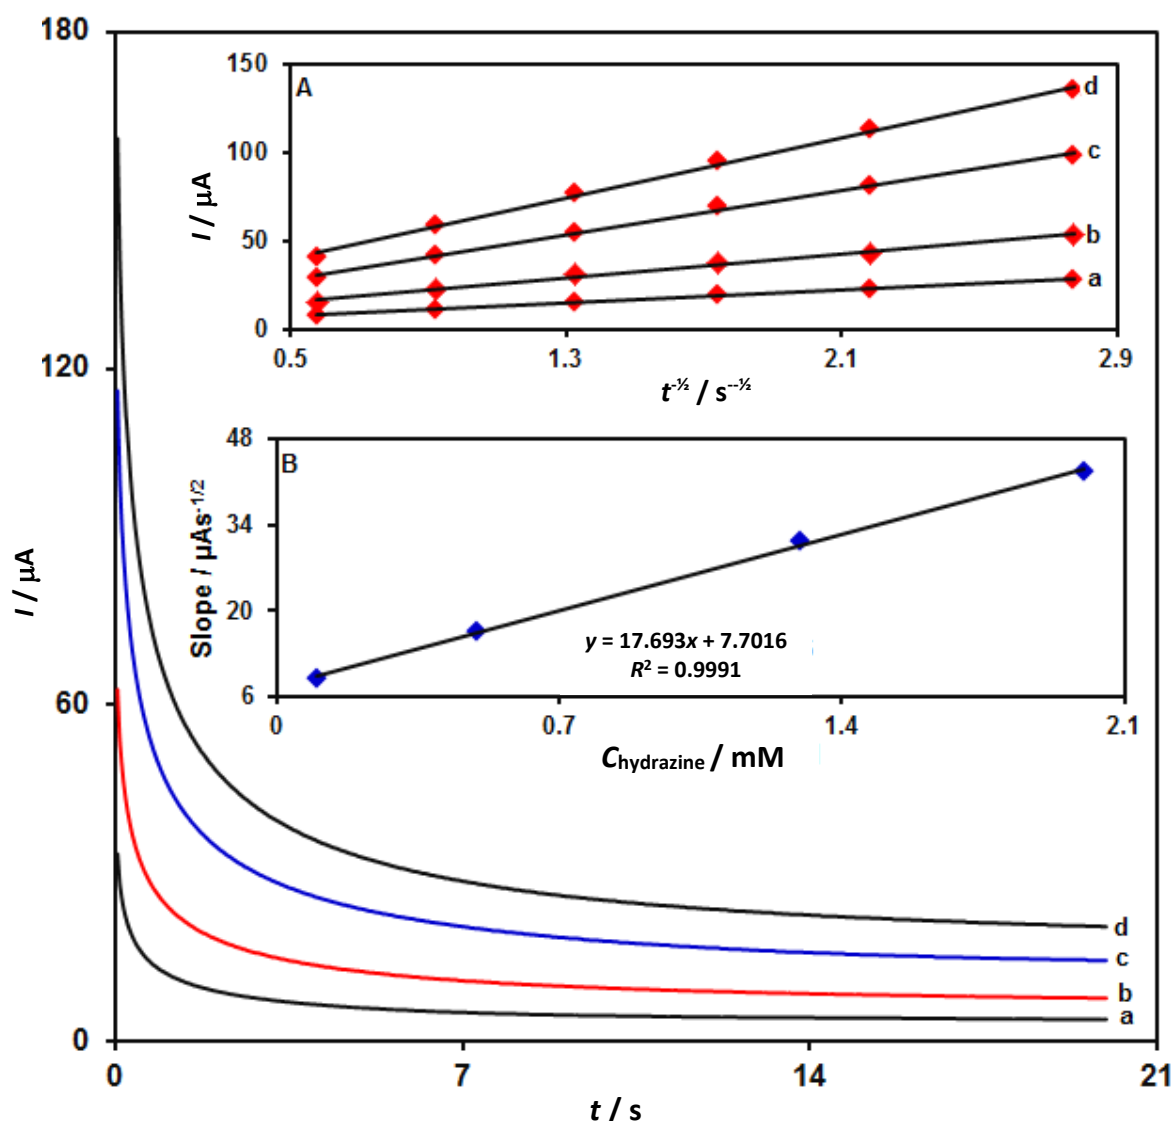 180
120
60
0
I / µA
0 7 14 21
t / s
d
c
b
a
A
150
100
50
0
I / µA
0.5 1.3 2.1 2.9
t-½ / s--½
d
c
b
a
B
48
34
20
6
Slope / µAs-1/2
y = 17.693x + 7.7016
R2 = 0.9991
0 0.7 1.4 2.1
Chydrazine / mM